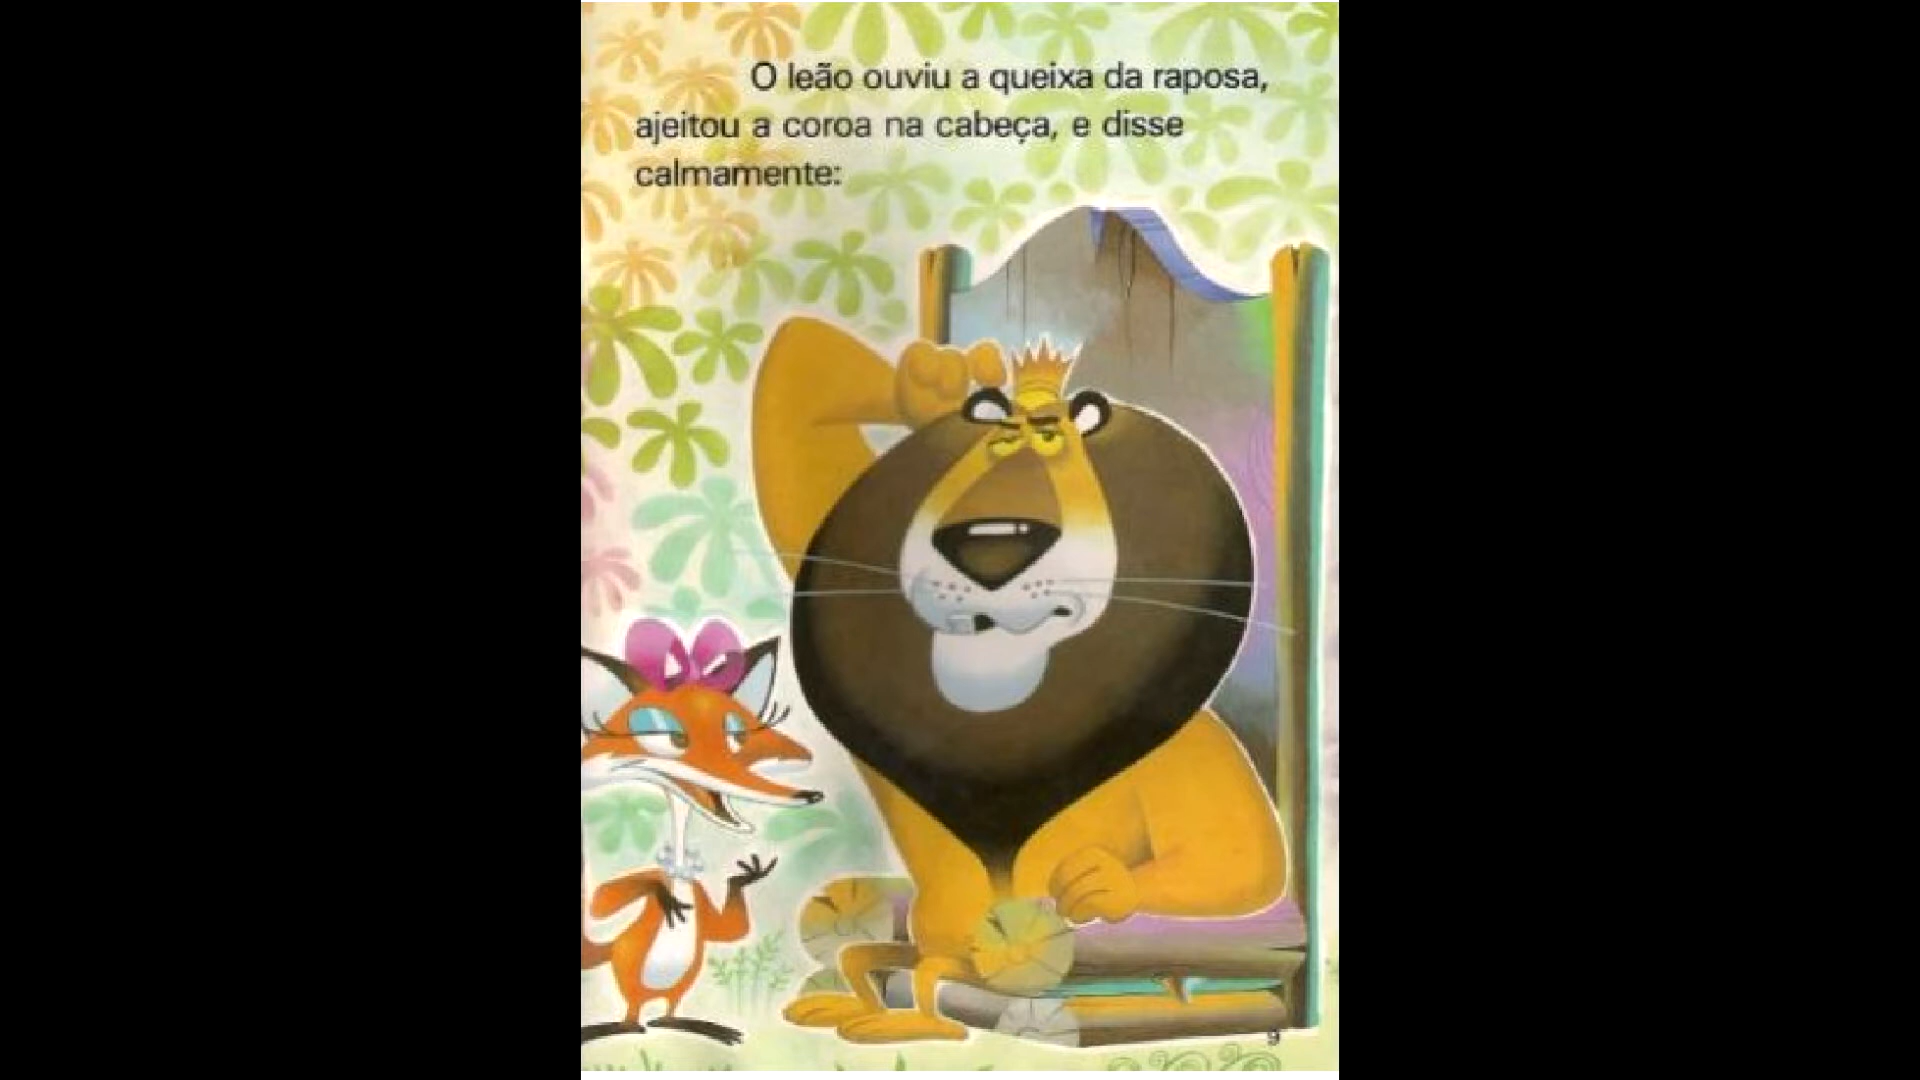 O leão ouviu a queixa da raposa,
ajeitou a coroa na cabeça, e disse
calmamente:
9